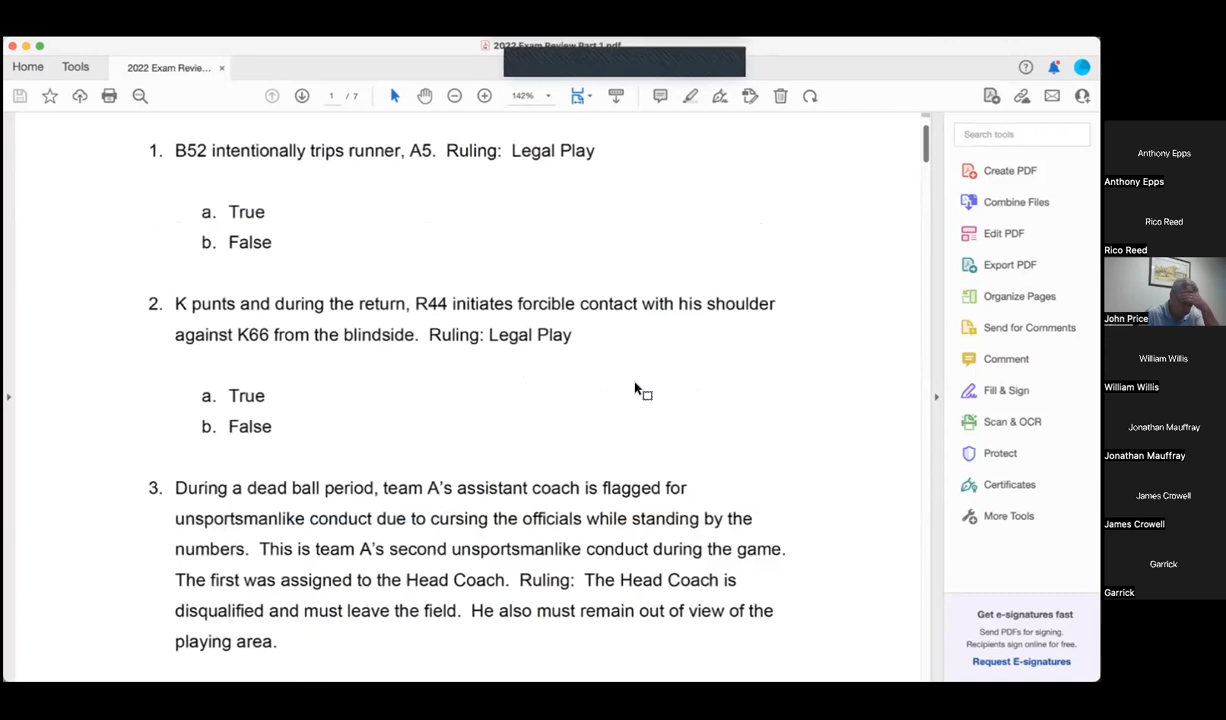 2022 Exam Review Part 1.pdf
Home
Tools
2022 Exam Revie...
×
1 / 7
142%
1. B52 intentionally trips runner, A5. Ruling: Legal Play
a. True
b. False
2. K punts and during the return, R44 initiates forcible contact with his shoulder
against K66 from the blindside. Ruling: Legal Play
a. True
b. False
3. During a dead ball period, team A's assistant coach is flagged for
unsportsmanlike conduct due to cursing the officials while standing by the
numbers. This is team A's second unsportsmanlike conduct during the game.
The first was assigned to the Head Coach. Ruling: The Head Coach is
disqualified and must leave the field. He also must remain out of view of the
playing area.
Search tools
Create PDF
Combine Files
Edit PDF
Export PDF
Organize Pages
Send for Comments
Comment
Fill & Sign
Scan & OCR
Protect
Certificates
More Tools
Get e-signatures fast
Send PDFs for signing.
Recipients sign online for free.
Request E-signatures
Anthony Epps
Anthony Epps
Rico Reed
Rico Reed
John Price
William Willis
William Willis
Jonathan Mauffray
Jonathan Mauffray
James Crowell
James Crowell
Garrick
Garrick